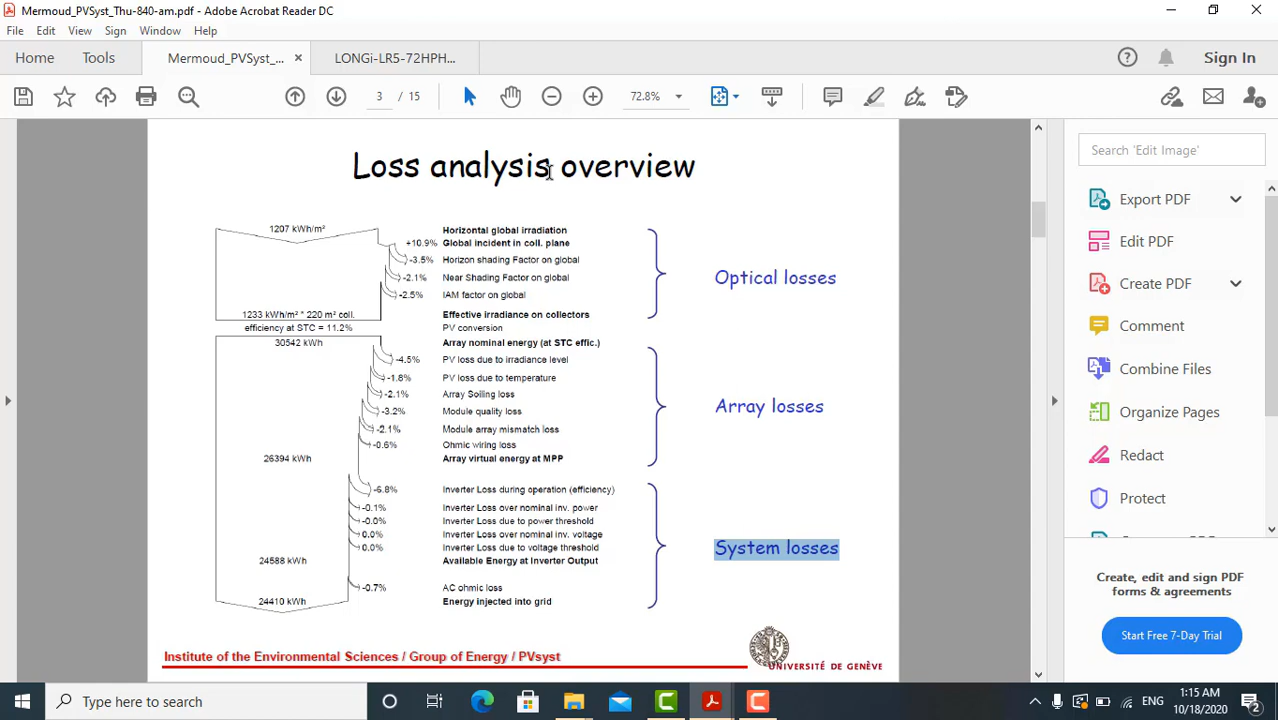 Mermoud_PVSyst_Thu-840-am.pdf - Adobe Acrobat Reader DC
File Edit View Sign Window Help
Home Tools Mermoud_PVSyst_... LONGi-LR5-72HPH... Sign In
3 / 15 72.8%
Loss analysis overview
1207 kWh/m² Horizontal global irradiation
+10.9% Global incident in coll. plane
-3.5% Horizon shading Factor on global
-2.1% Near Shading Factor on global
-2.5% IAM factor on global
Optical losses
1233 kWh/m² * 220 m² coll. Effective irradiance on collectors
efficiency at STC = 11.2% PV conversion
30542 kWh Array nominal energy (at STC effic.)
-4.5% PV loss due to irradiance level
-1.8% PV loss due to temperature
-2.1% Array Soiling loss
-3.2% Module quality loss
-2.1% Module array mismatch loss
-0.6% Ohmic wiring loss
Array losses
26394 kWh Array virtual energy at MPP
-6.8% Inverter Loss during operation (efficiency)
-0.1% Inverter Loss over nominal inv. power
-0.0% Inverter Loss due to power threshold
0.0% Inverter Loss over nominal inv. voltage
0.0% Inverter Loss due to voltage threshold
System losses
24588 kWh Available Energy at Inverter Output
-0.7% AC ohmic loss
24410 kWh Energy injected into grid
Institute of the Environmental Sciences / Group of Energy / PVsyst
UNIVERSITÉ DE GENÈVE
Search 'Edit Image'
Export PDF
Edit PDF
Create PDF
Comment
Combine Files
Organize Pages
Redact
Protect
Create, edit and sign PDF
forms & agreements
Start Free 7-Day Trial
Type here to search
ENG
1:15 AM
10/18/2020
2